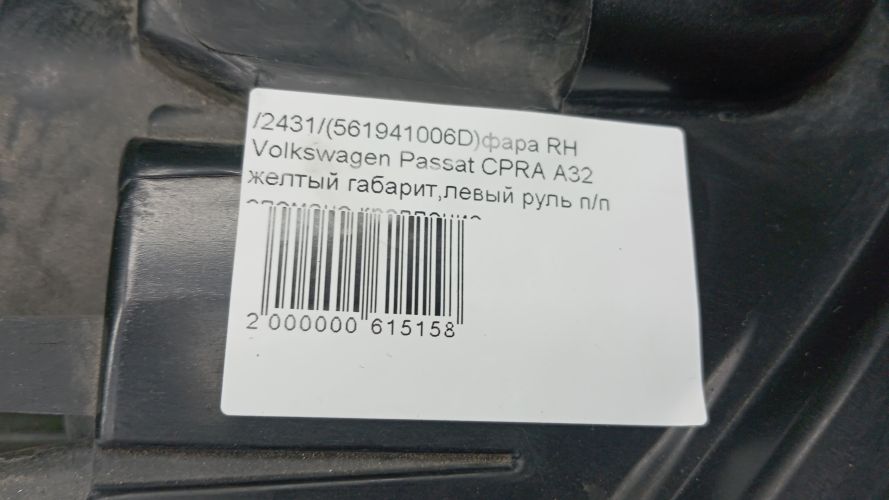 /2431/(561941006D)фара RH
Volkswagen Passat CPRA A32
желтый габарит,левый руль п/п
2 000000 615158